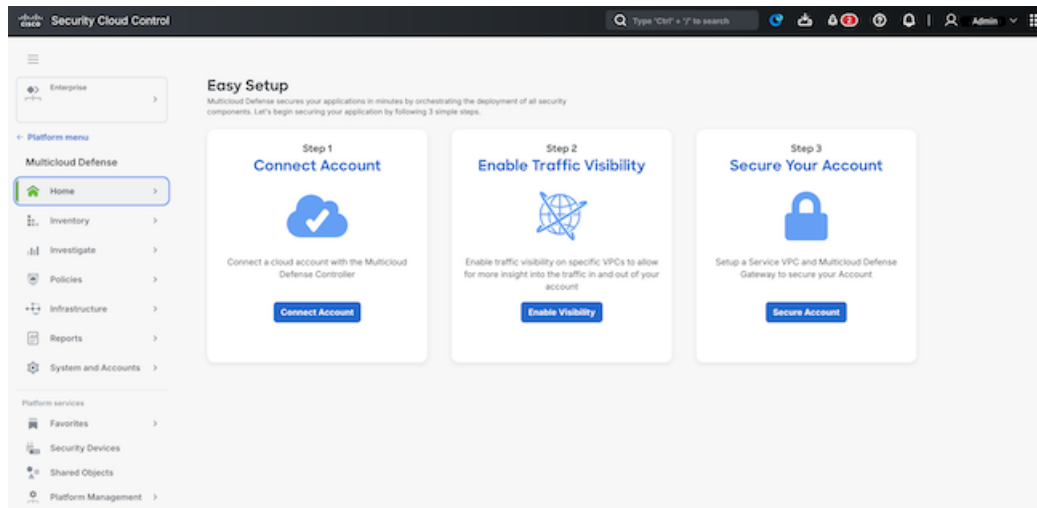 cisco Security Cloud Control
Type 'Ctrl' + '/' to search
2
Admin
Enterprise
← Platform menu
Multicloud Defense
Home
Inventory
Investigate
Policies
Infrastructure
Reports
System and Accounts
Platform services
Favorites
Security Devices
Shared Objects
Platform Management
Easy Setup
Multicloud Defense secures your applications in minutes by orchestrating the deployment of all security
components. Let's begin securing your application by following 3 simple steps.
Step 1
Connect Account
Connect a cloud account with the Multicloud
Defense Controller
Connect Account
Step 2
Enable Traffic Visibility
Enable traffic visibility on specific VPCs to allow
for more insight into the traffic in and out of your
account
Enable Visibility
Step 3
Secure Your Account
Setup a Service VPC and Multicloud Defense
Gateway to secure your Account
Secure Account